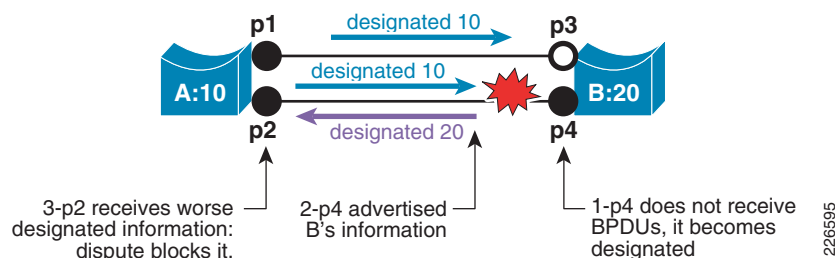 p1
designated 10
p3
A:10
designated 10
B:20
p2
designated 20
p4
3-p2 receives worse
designated information:
dispute blocks it.
2-p4 advertised
B's information
1-p4 does not receive
BPDUs, it becomes
designated
226595